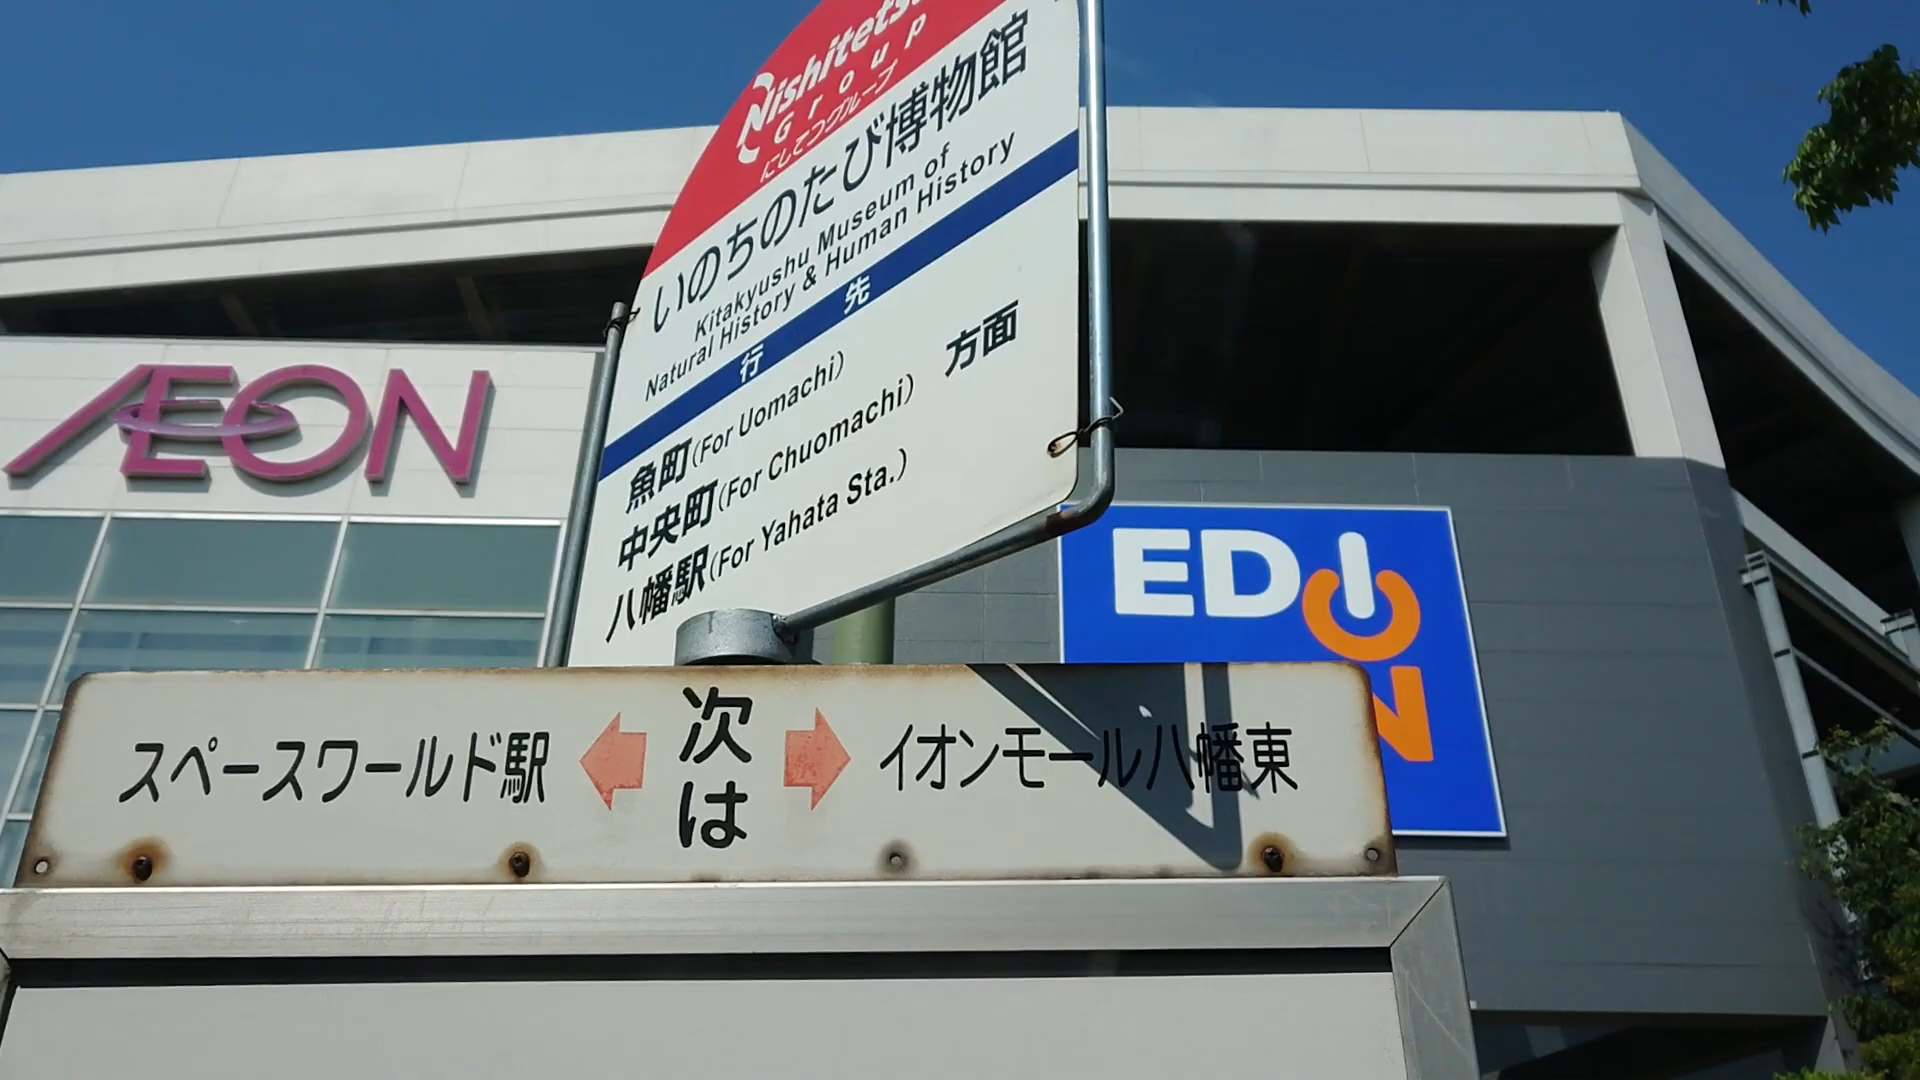 Nishitetsu
Group
にしてつグループ
いのちのたび博物館
Kitakyushu Museum of
Natural History & Human History
行先
魚町(For Uomachi)
中央町(For Chuomachi) 方面
八幡駅(For Yahata Sta.)
スペースワールド駅 次は イオンモール八幡東
ÆON
EDION